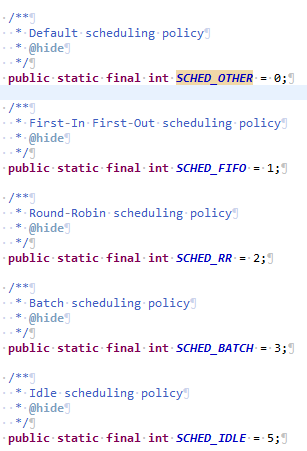 /**
* Default scheduling policy
* @hide
*/
public static final int SCHED_OTHER = 0;
/**
* First-In First-Out scheduling policy
* @hide
*/
public static final int SCHED_FIFO = 1;
/**
* Round-Robin scheduling policy
* @hide
*/
public static final int SCHED_RR = 2;
/**
* Batch scheduling policy
* @hide
*/
public static final int SCHED_BATCH = 3;
/**
* Idle scheduling policy
* @hide
*/
public static final int SCHED_IDLE = 5;